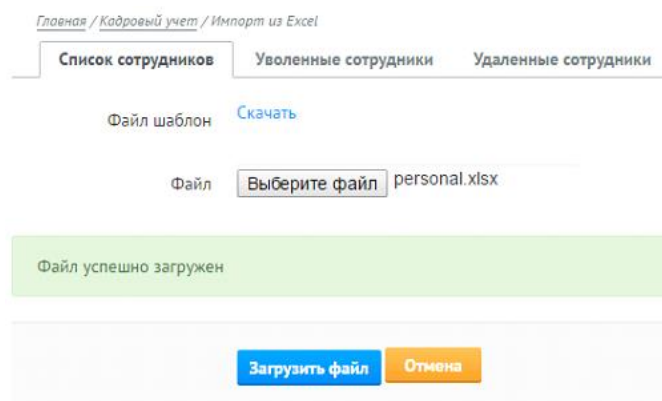 Главная / Кадровый учет / Импорт из Excel
Список сотрудников Уволенные сотрудники Удаленные сотрудники
Файл шаблон Скачать
Файл Выберите файл personal.xlsx
Файл успешно загружен
Загрузить файл Отмена